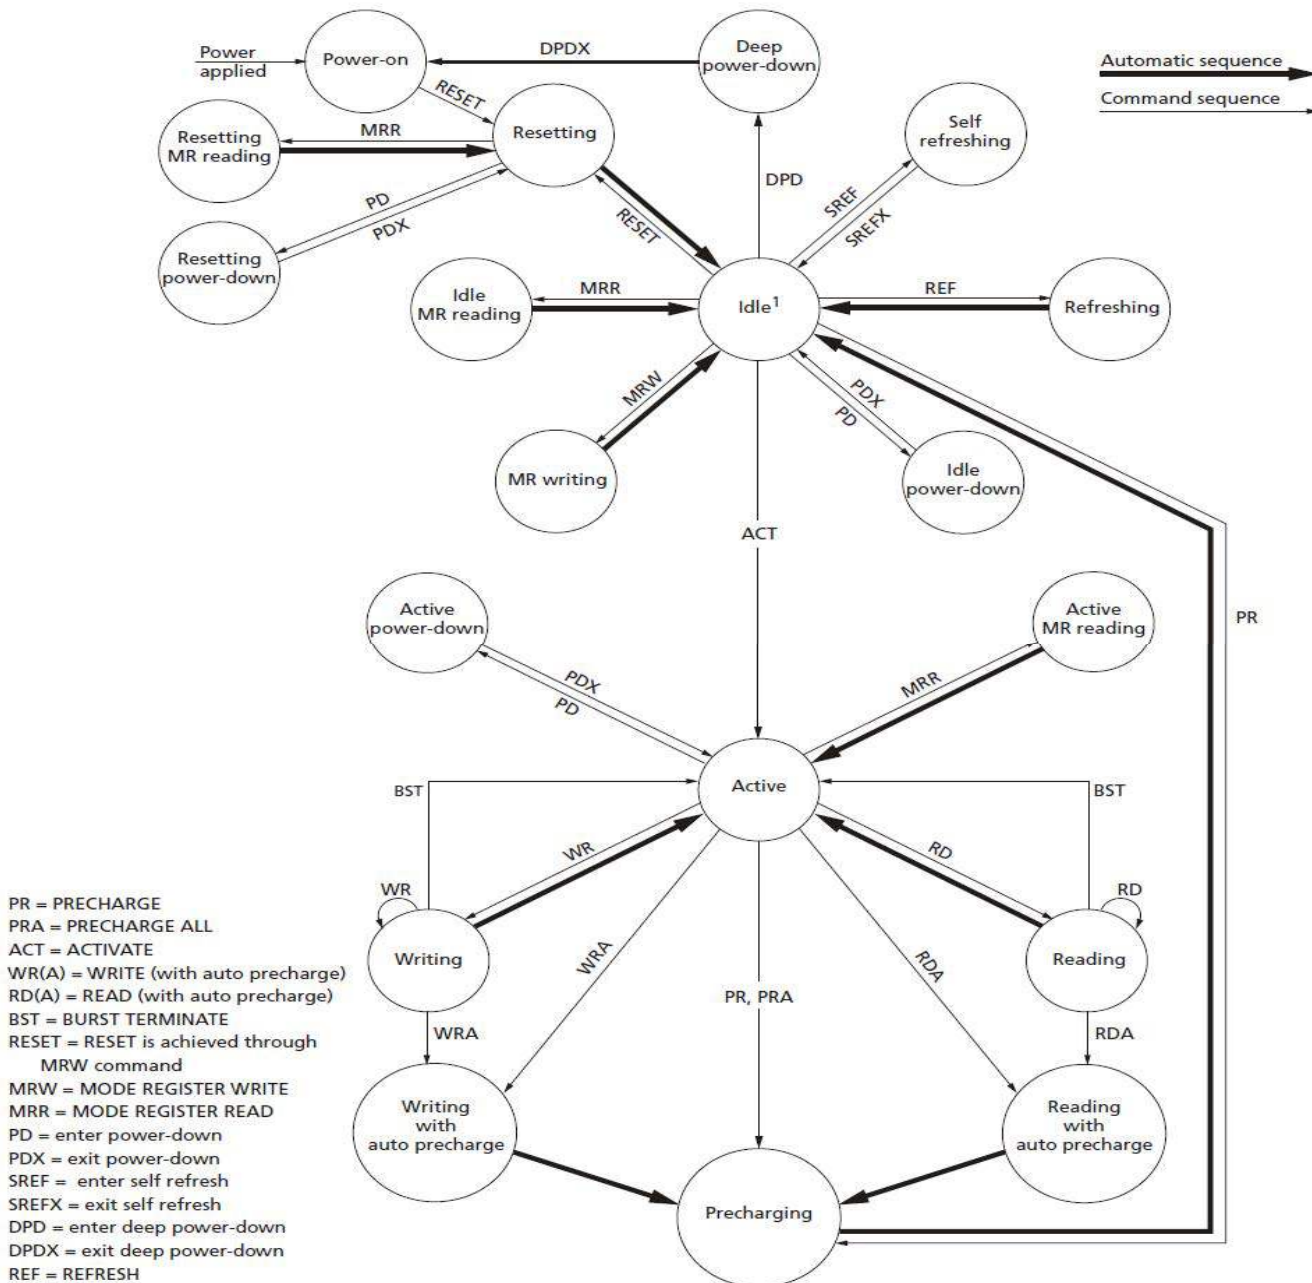 Power
applied
Power-on
DPDX
Deep
power-down
Automatic sequence
Command sequence
RESET
Resetting
MR reading
MRR
Resetting
Self
refreshing
PD
PDX
DPD
SREF
SREFX
RESET
Resetting
power-down
Idle
MR reading
MRR
Idle¹
REF
Refreshing
MRW
PDX
PD
MR writing
Idle
power-down
ACT
Active
power-down
Active
MR reading
PR
PDX
PD
MRR
BST
Active
BST
WR
RD
WR
RD
Writing
WRA
RDA
Reading
PR, PRA
WRA
RDA
Writing
with
auto precharge
Reading
with
auto precharge
Precharging
PR = PRECHARGE
PRA = PRECHARGE ALL
ACT = ACTIVATE
WR(A) = WRITE (with auto precharge)
RD(A) = READ (with auto precharge)
BST = BURST TERMINATE
RESET = RESET is achieved through
MRW command
MRW = MODE REGISTER WRITE
MRR = MODE REGISTER READ
PD = enter power-down
PDX = exit power-down
SREF = enter self refresh
SREFX = exit self refresh
DPD = enter deep power-down
DPDX = exit deep power-down
REF = REFRESH